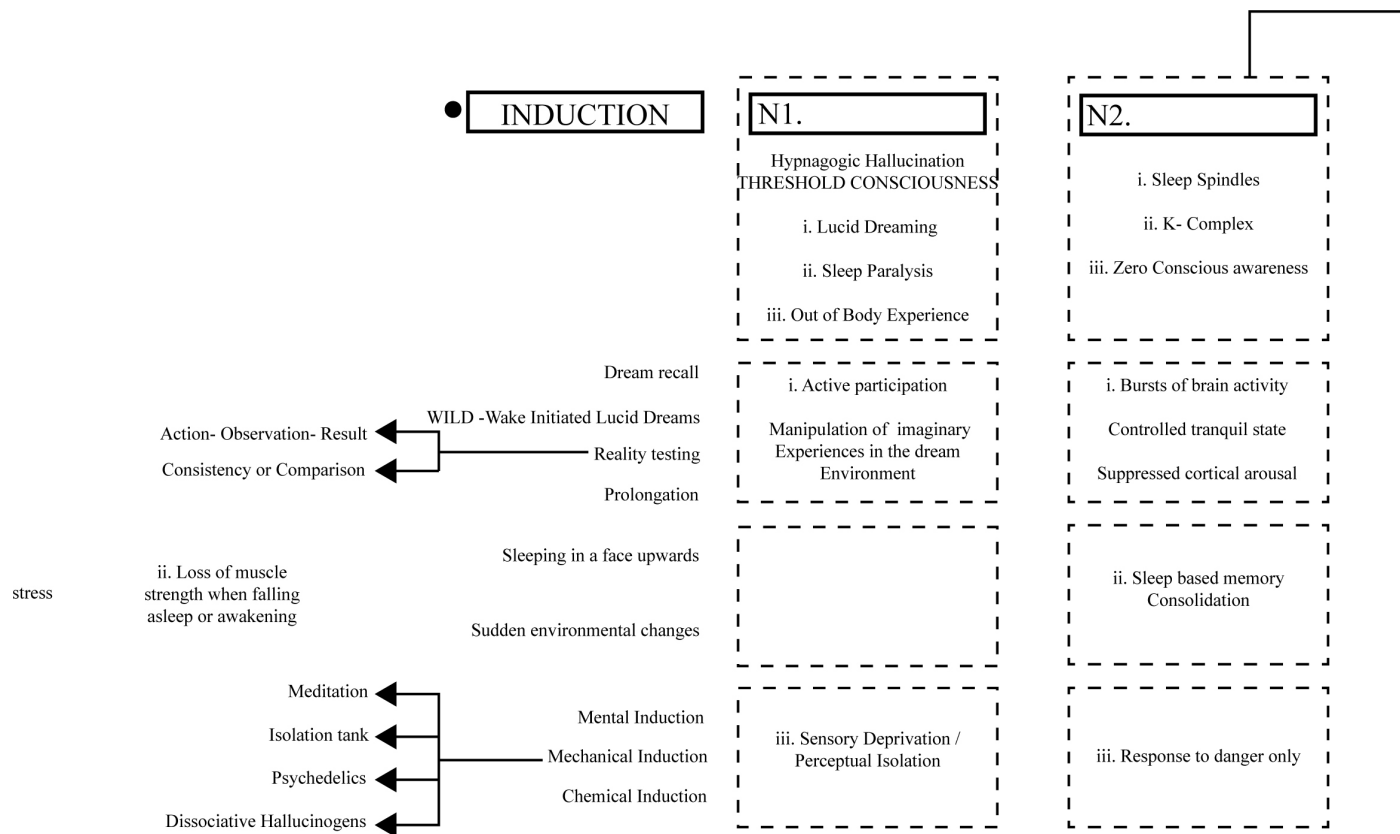 INDUCTION
N1.
Hypnagogic Hallucination
THRESHOLD CONSCIOUSNESS
i. Lucid Dreaming
ii. Sleep Paralysis
iii. Out of Body Experience
N2.
i. Sleep Spindles
ii. K- Complex
iii. Zero Conscious awareness
Dream recall
WILD -Wake Initiated Lucid Dreams
Reality testing
Prolongation
Action- Observation- Result
Consistency or Comparison
i. Active participation
Manipulation of imaginary
Experiences in the dream
Environment
i. Bursts of brain activity
Controlled tranquil state
Suppressed cortical arousal
stress
ii. Loss of muscle
strength when falling
asleep or awakening
Sleeping in a face upwards
Sudden environmental changes
ii. Sleep based memory
Consolidation
Meditation
Isolation tank
Psychedelics
Dissociative Hallucinogens
Mental Induction
Mechanical Induction
Chemical Induction
iii. Sensory Deprivation /
Perceptual Isolation
iii. Response to danger only